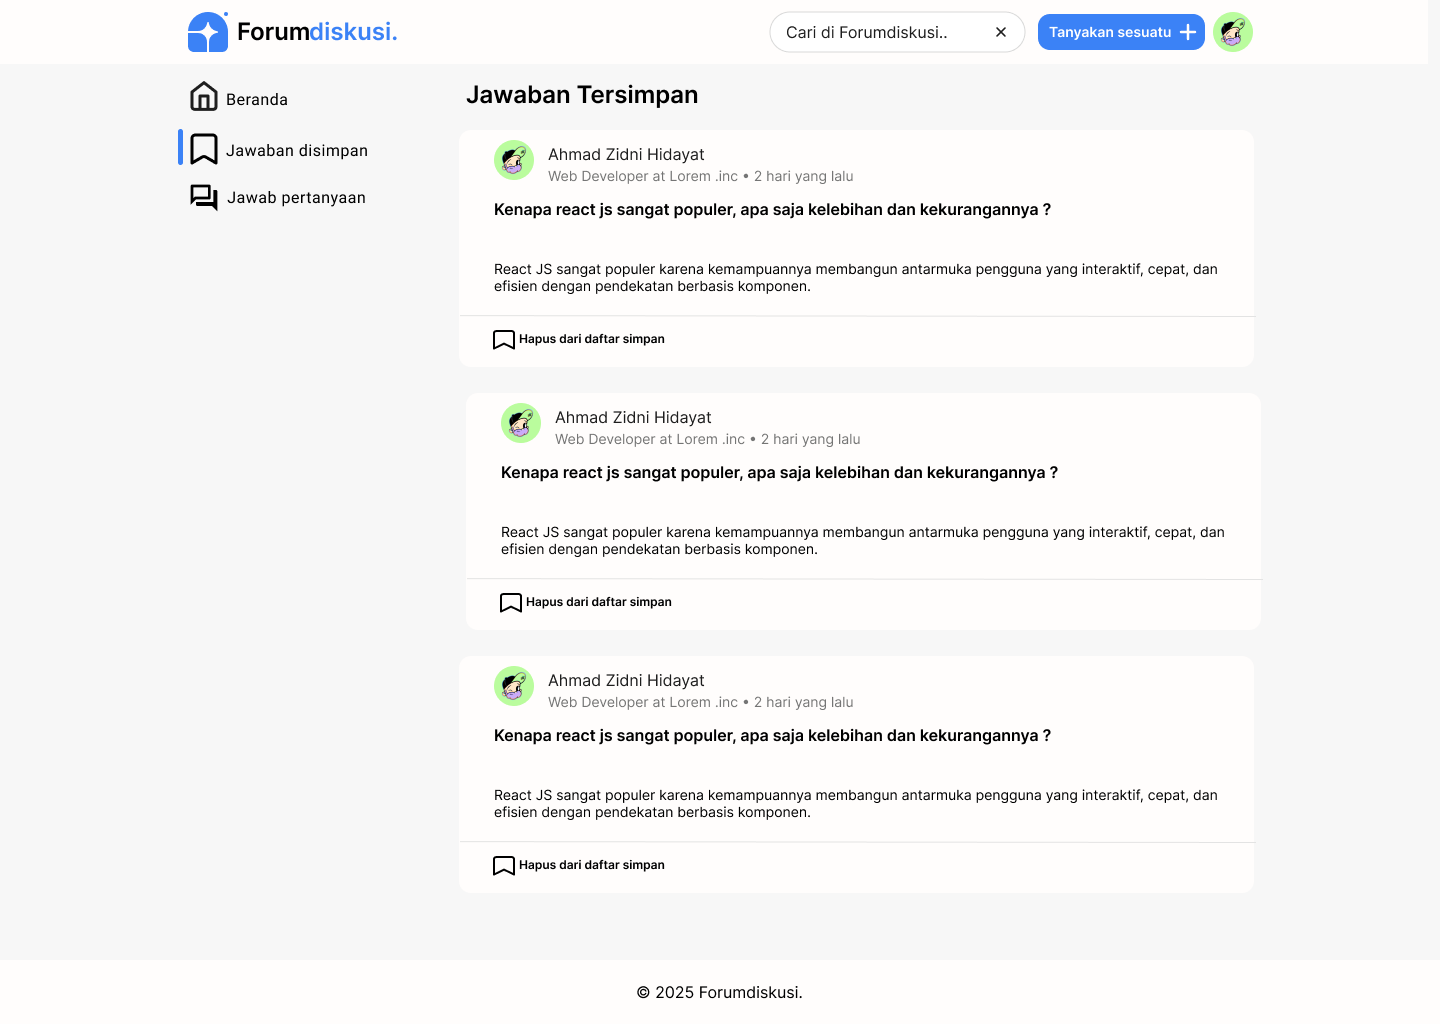 Forumdiskusi.
Cari di Forumdiskusi..
Tanyakan sesuatu
Beranda
Jawaban disimpan
Jawab pertanyaan
Jawaban Tersimpan
Ahmad Zidni Hidayat
Web Developer at Lorem .inc • 2 hari yang lalu
Kenapa react js sangat populer, apa saja kelebihan dan kekurangannya ?
React JS sangat populer karena kemampuannya membangun antarmuka pengguna yang interaktif, cepat, dan
efisien dengan pendekatan berbasis komponen.
Hapus dari daftar simpan
Ahmad Zidni Hidayat
Web Developer at Lorem .inc • 2 hari yang lalu
Kenapa react js sangat populer, apa saja kelebihan dan kekurangannya ?
React JS sangat populer karena kemampuannya membangun antarmuka pengguna yang interaktif, cepat, dan
efisien dengan pendekatan berbasis komponen.
Hapus dari daftar simpan
Ahmad Zidni Hidayat
Web Developer at Lorem .inc • 2 hari yang lalu
Kenapa react js sangat populer, apa saja kelebihan dan kekurangannya ?
React JS sangat populer karena kemampuannya membangun antarmuka pengguna yang interaktif, cepat, dan
efisien dengan pendekatan berbasis komponen.
Hapus dari daftar simpan
© 2025 Forumdiskusi.